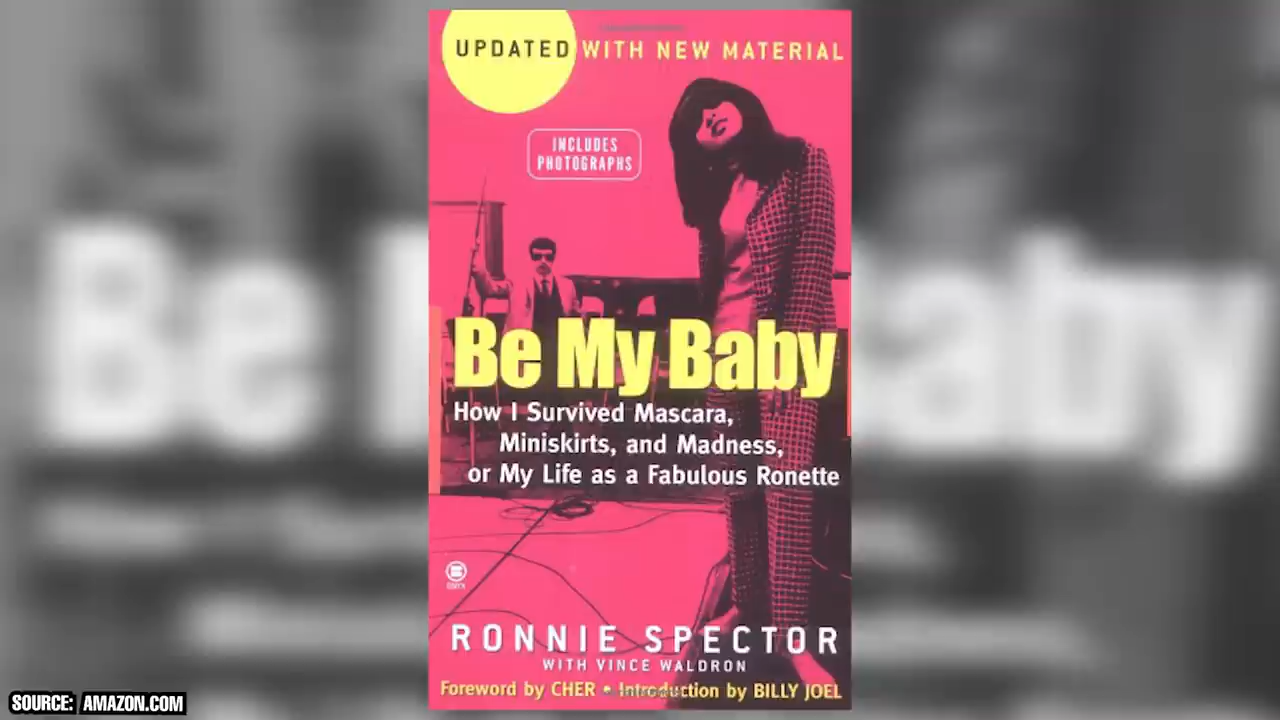 UPDATED WITH NEW MATERIAL
INCLUDES
PHOTOGRAPHS
Be My Baby
How I Survived Mascara,
Miniskirts, and Madness,
or My Life as a Fabulous Ronette
ONYX
RONNIE SPECTOR
WITH VINCE WALDRON
Foreword by CHER • Introduction by BILLY JOEL
SOURCE: AMAZON.COM